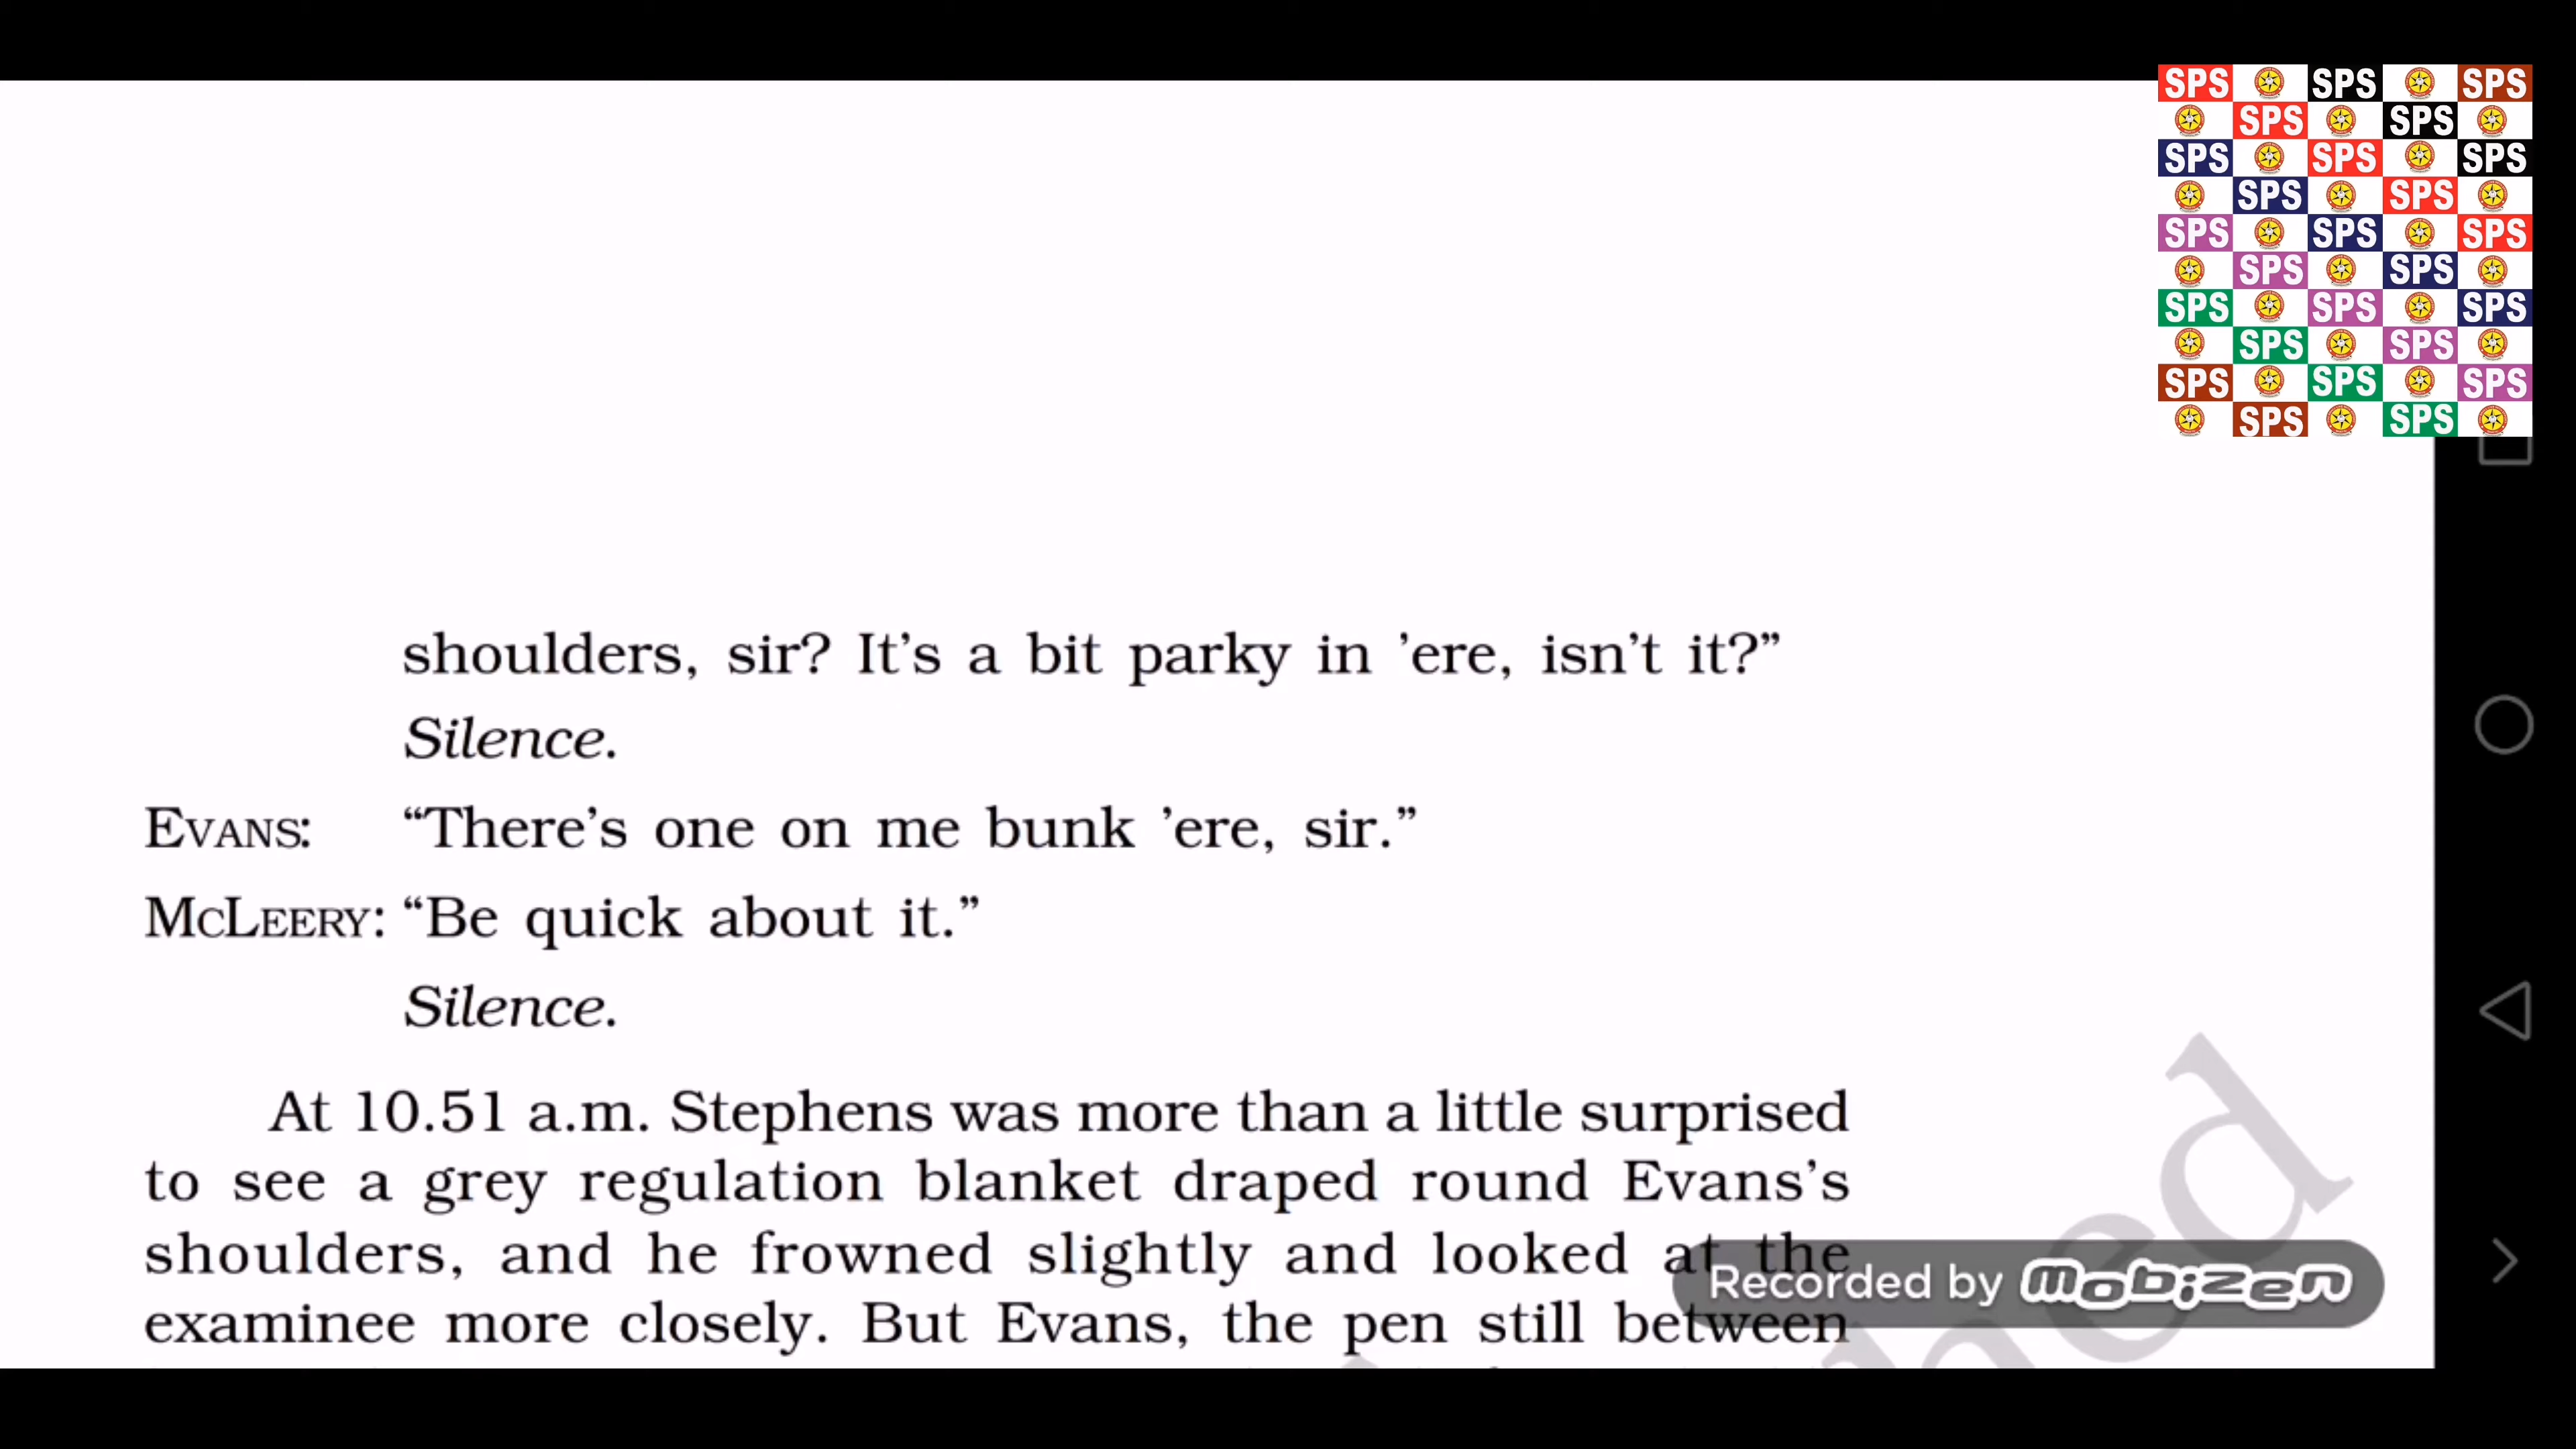 SPS SPS SPS
SPS SPS
SPS SPS SPS
SPS SPS
SPS SPS SPS
SPS SPS
SPS SPS SPS
SPS SPS
SPS SPS SPS
SPS SPS
shoulders, sir? It’s a bit parky in ’ere, isn’t it?”
Silence.
EVANS: “There’s one on me bunk ’ere, sir.”
MCLEERY: “Be quick about it.”
Silence.
At 10.51 a.m. Stephens was more than a little surprised
to see a grey regulation blanket draped round Evans’s
shoulders, and he frowned slightly and looked at the
examinee more closely. But Evans, the pen still between
Recorded by mobizen